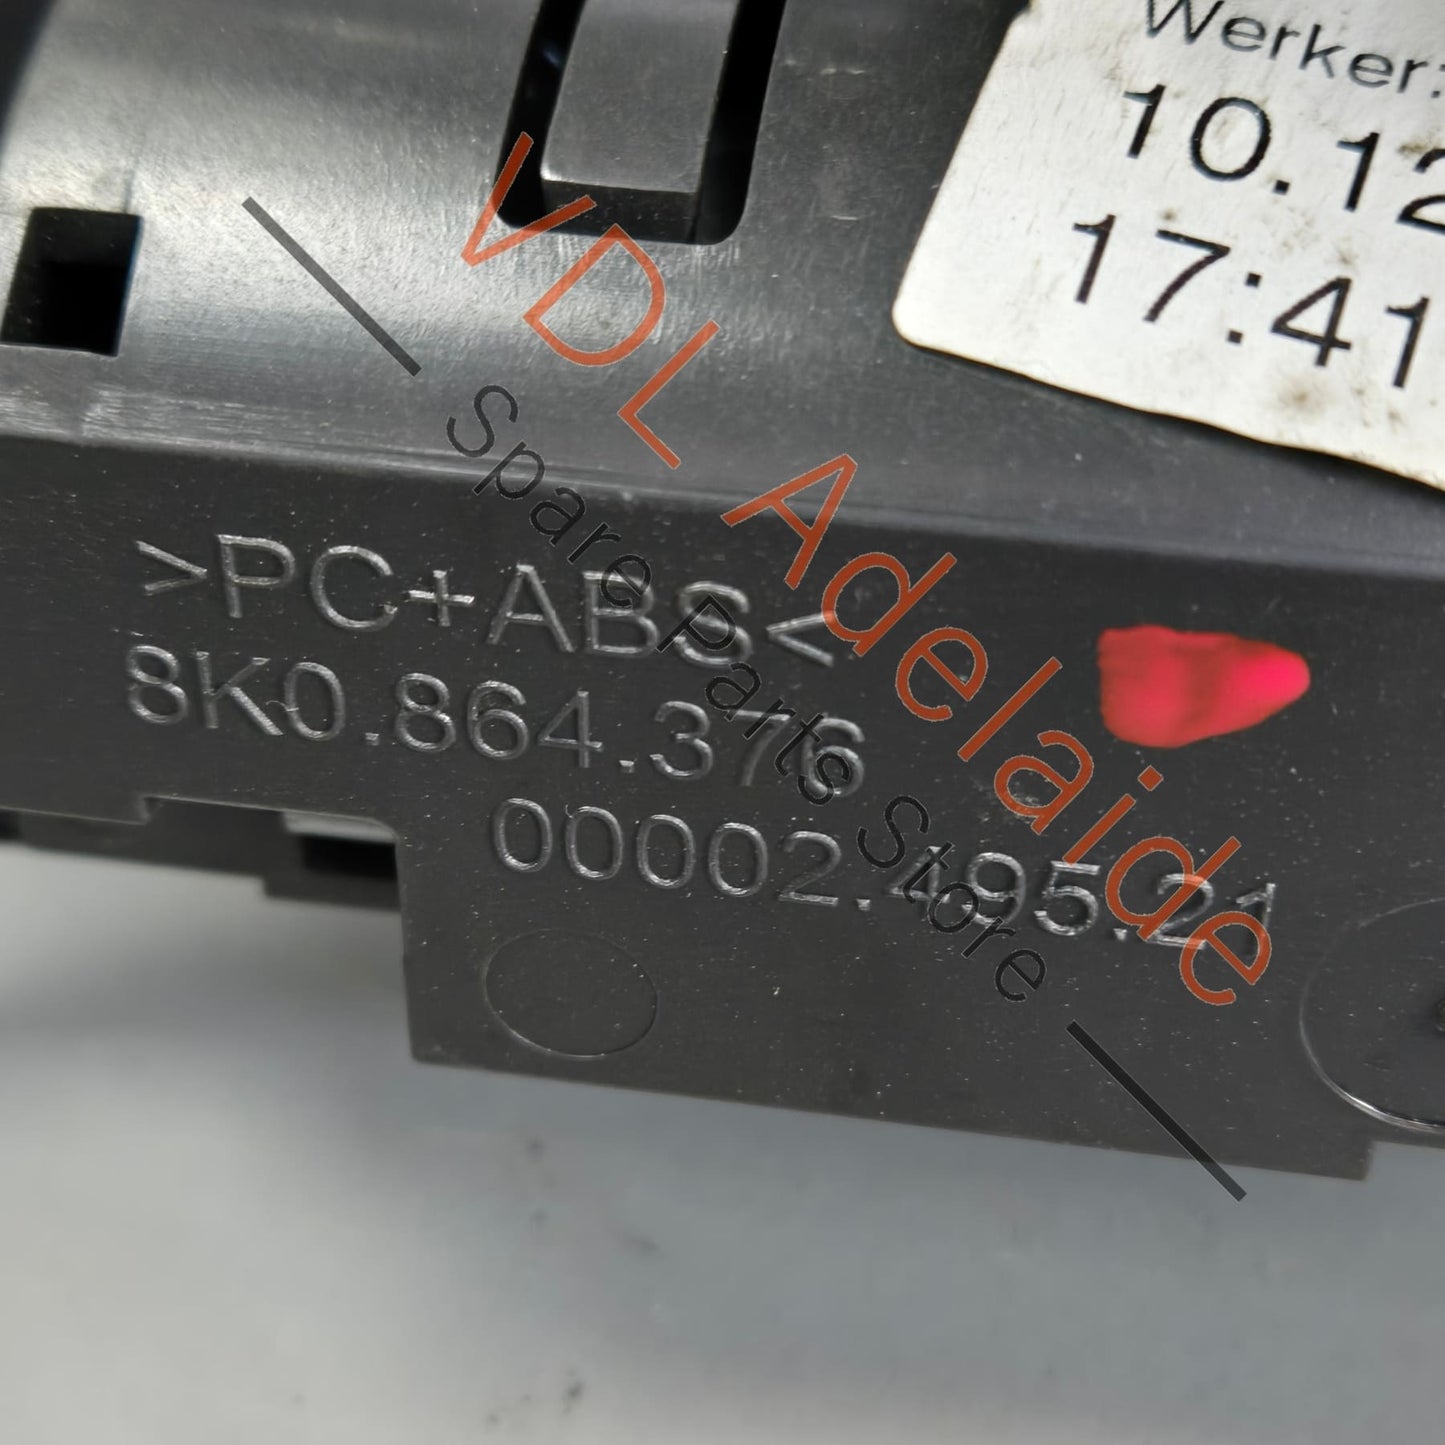 Werker:
10.12
17:41
>PC+ABS<
8K0.864.376
00002.495.21
VDL Adelaide
Spare Parts Store